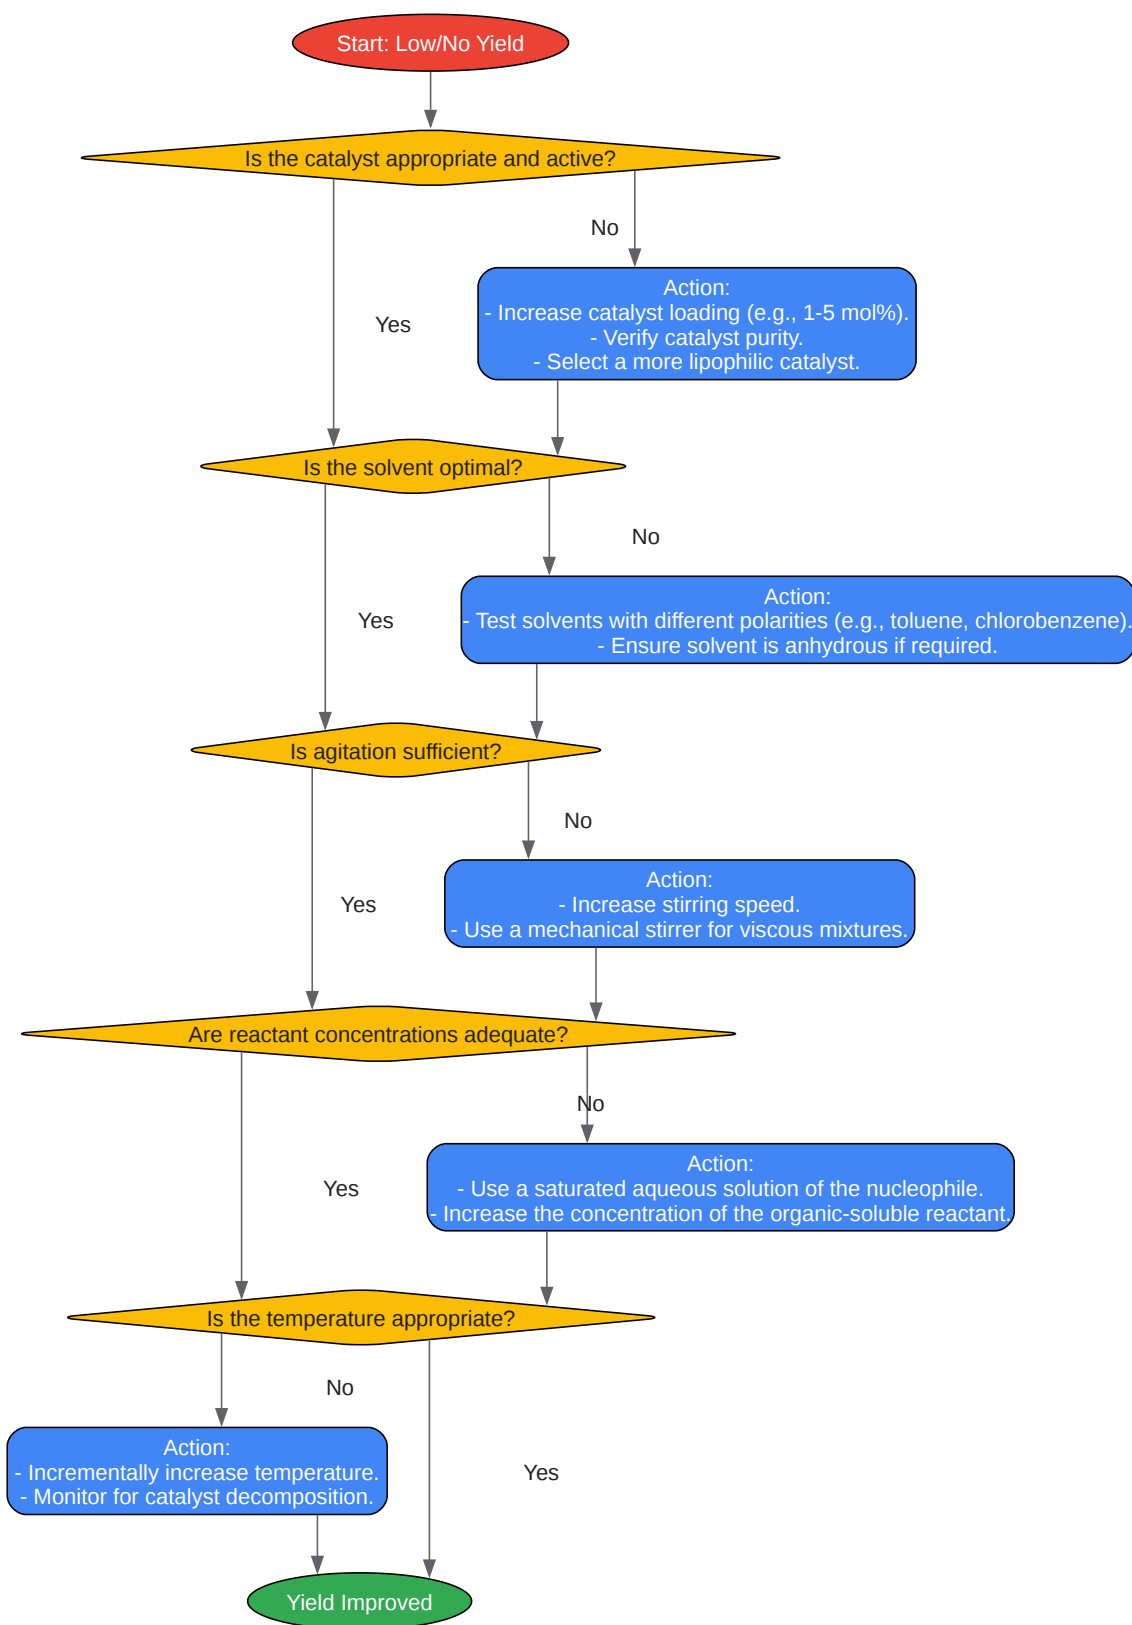 Start: Low/No Yield
Is the catalyst appropriate and active?
No
Action:
- Increase catalyst loading (e.g., 1-5 mol%).
- Verify catalyst purity.
- Select a more lipophilic catalyst.
Yes
Is the solvent optimal?
No
Action:
- Test solvents with different polarities (e.g., toluene, chlorobenzene).
- Ensure solvent is anhydrous if required.
Yes
Is agitation sufficient?
No
Action:
- Increase stirring speed.
- Use a mechanical stirrer for viscous mixtures.
Yes
Are reactant concentrations adequate?
No
Action:
- Use a saturated aqueous solution of the nucleophile.
- Increase the concentration of the organic-soluble reactant.
Yes
Is the temperature appropriate?
No
Action:
- Incrementally increase temperature.
- Monitor for catalyst decomposition.
Yes
Yield Improved